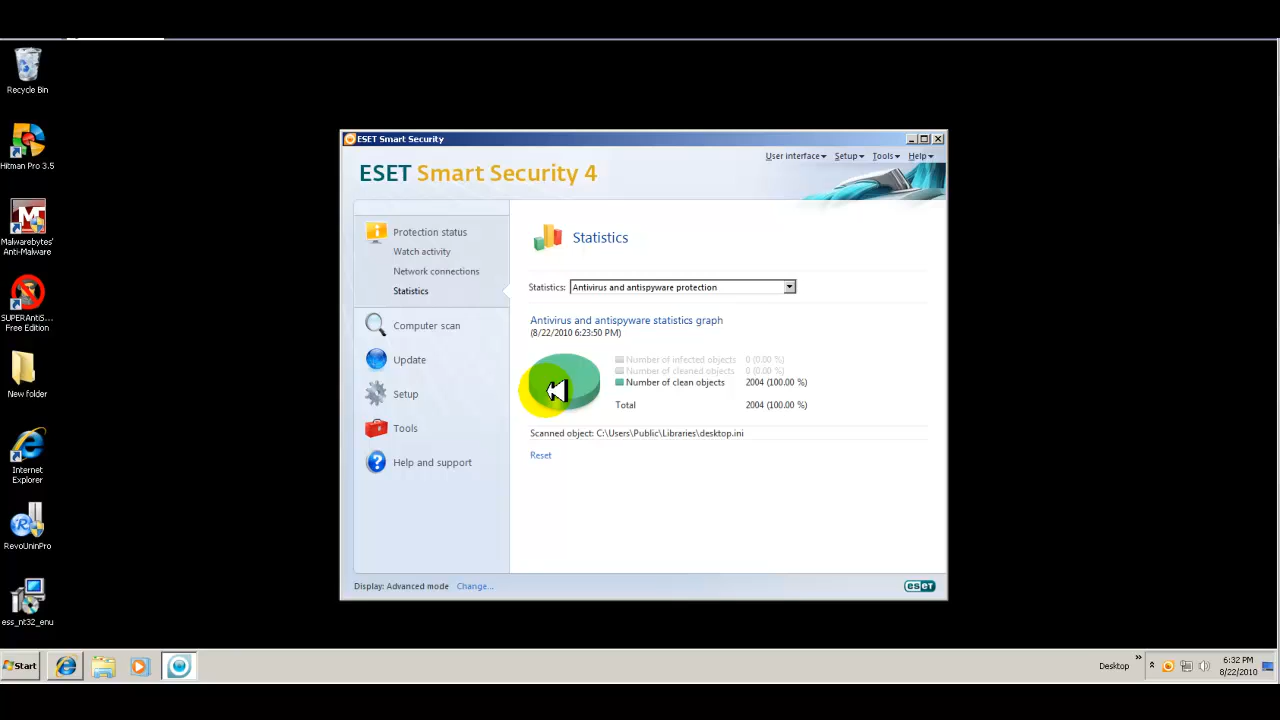 Recycle Bin
Hitman Pro 3.5
Malwarebytes'
Anti-Malware
SUPERAntiS...
Free Edition
New folder
Internet
Explorer
RevoUninPro
ess_nt32_enu
ESET Smart Security
User interface Setup Tools Help
ESET Smart Security 4
Protection status
Watch activity
Network connections
Statistics
Computer scan
Update
Setup
Tools
Help and support
Statistics
Statistics: Antivirus and antispyware protection
Antivirus and antispyware statistics graph
(8/22/2010 6:23:50 PM)
Number of infected objects 0 (0.00 %)
Number of cleaned objects 0 (0.00 %)
Number of clean objects 2004 (100.00 %)
Total 2004 (100.00 %)
Scanned object: C:\Users\Public\Libraries\desktop.ini
Reset
Display: Advanced mode Change...
eseT
Start
Desktop
6:32 PM
8/22/2010